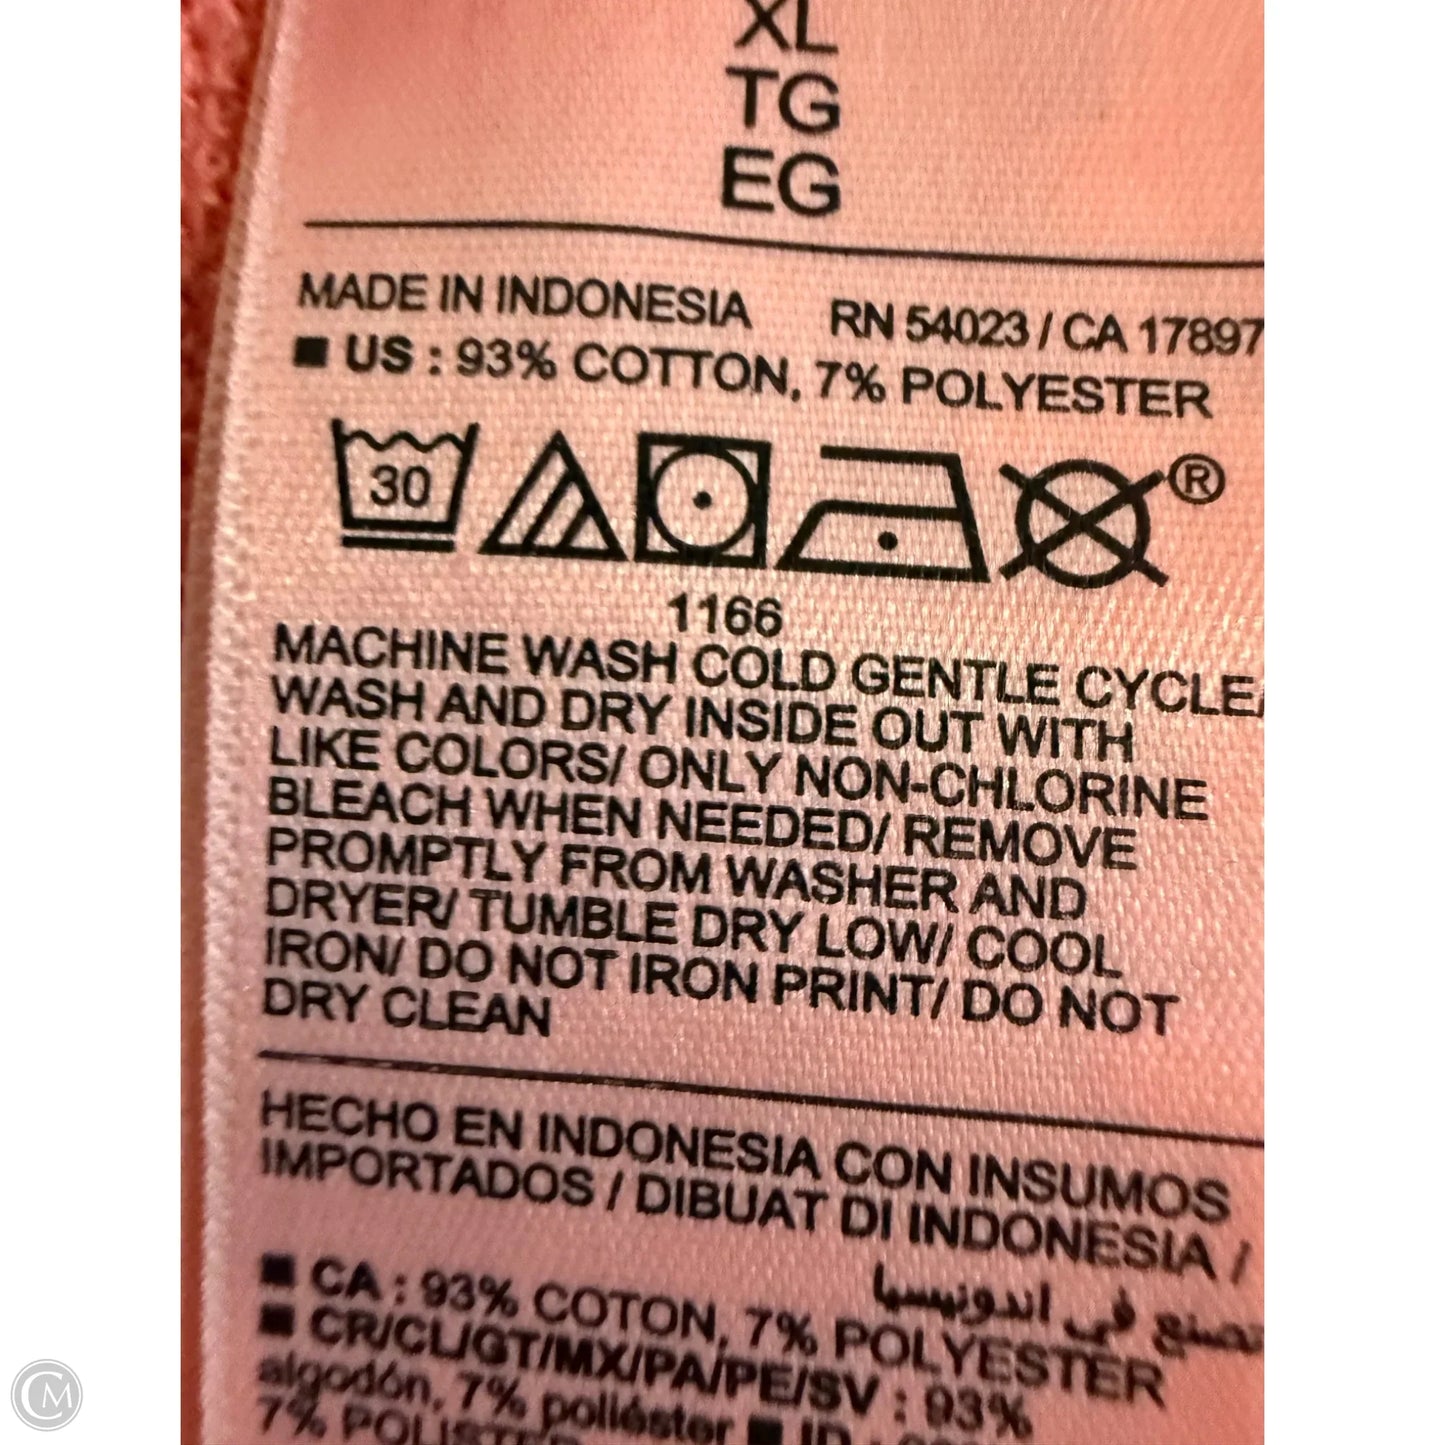 XL
TG
EG
MADE IN INDONESIA RN 54023 / CA 17897
■ US : 93% COTTON, 7% POLYESTER
30
®
1166
MACHINE WASH COLD GENTLE CYCLE/
WASH AND DRY INSIDE OUT WITH
LIKE COLORS/ ONLY NON-CHLORINE
BLEACH WHEN NEEDED/ REMOVE
PROMPTLY FROM WASHER AND
DRYER/ TUMBLE DRY LOW/ COOL
IRON/ DO NOT IRON PRINT/ DO NOT
DRY CLEAN
HECHO EN INDONESIA CON INSUMOS
IMPORTADOS / DIBUAT DI INDONESIA /
تصنع في اندونيسيا
■ CA : 93% COTON, 7% POLYESTER
■ CR/CL/GT/MX/PA/PE/SV : 93%
algodón, 7% poliéster ■ ID :
7%
CM